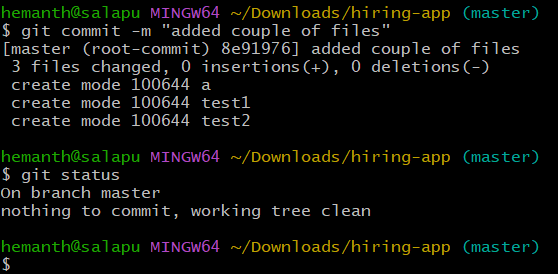 hemanth@salapu MINGW64 ~/Downloads/hiring-app (master)
$ git commit -m "added couple of files"
[master (root-commit) 8e91976] added couple of files
 3 files changed, 0 insertions(+), 0 deletions(-)
 create mode 100644 a
 create mode 100644 test1
 create mode 100644 test2

hemanth@salapu MINGW64 ~/Downloads/hiring-app (master)
$ git status
On branch master
nothing to commit, working tree clean

hemanth@salapu MINGW64 ~/Downloads/hiring-app (master)
$